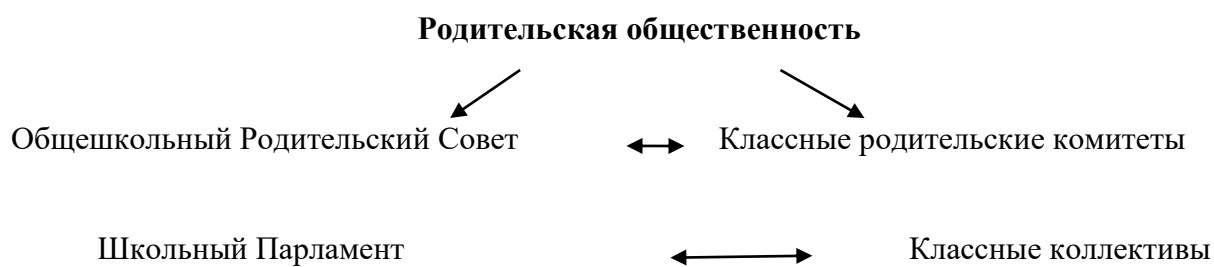 Родительская общественность
Общешкольный Родительский Совет Классные родительские комитеты
Школьный Парламент Классные коллективы